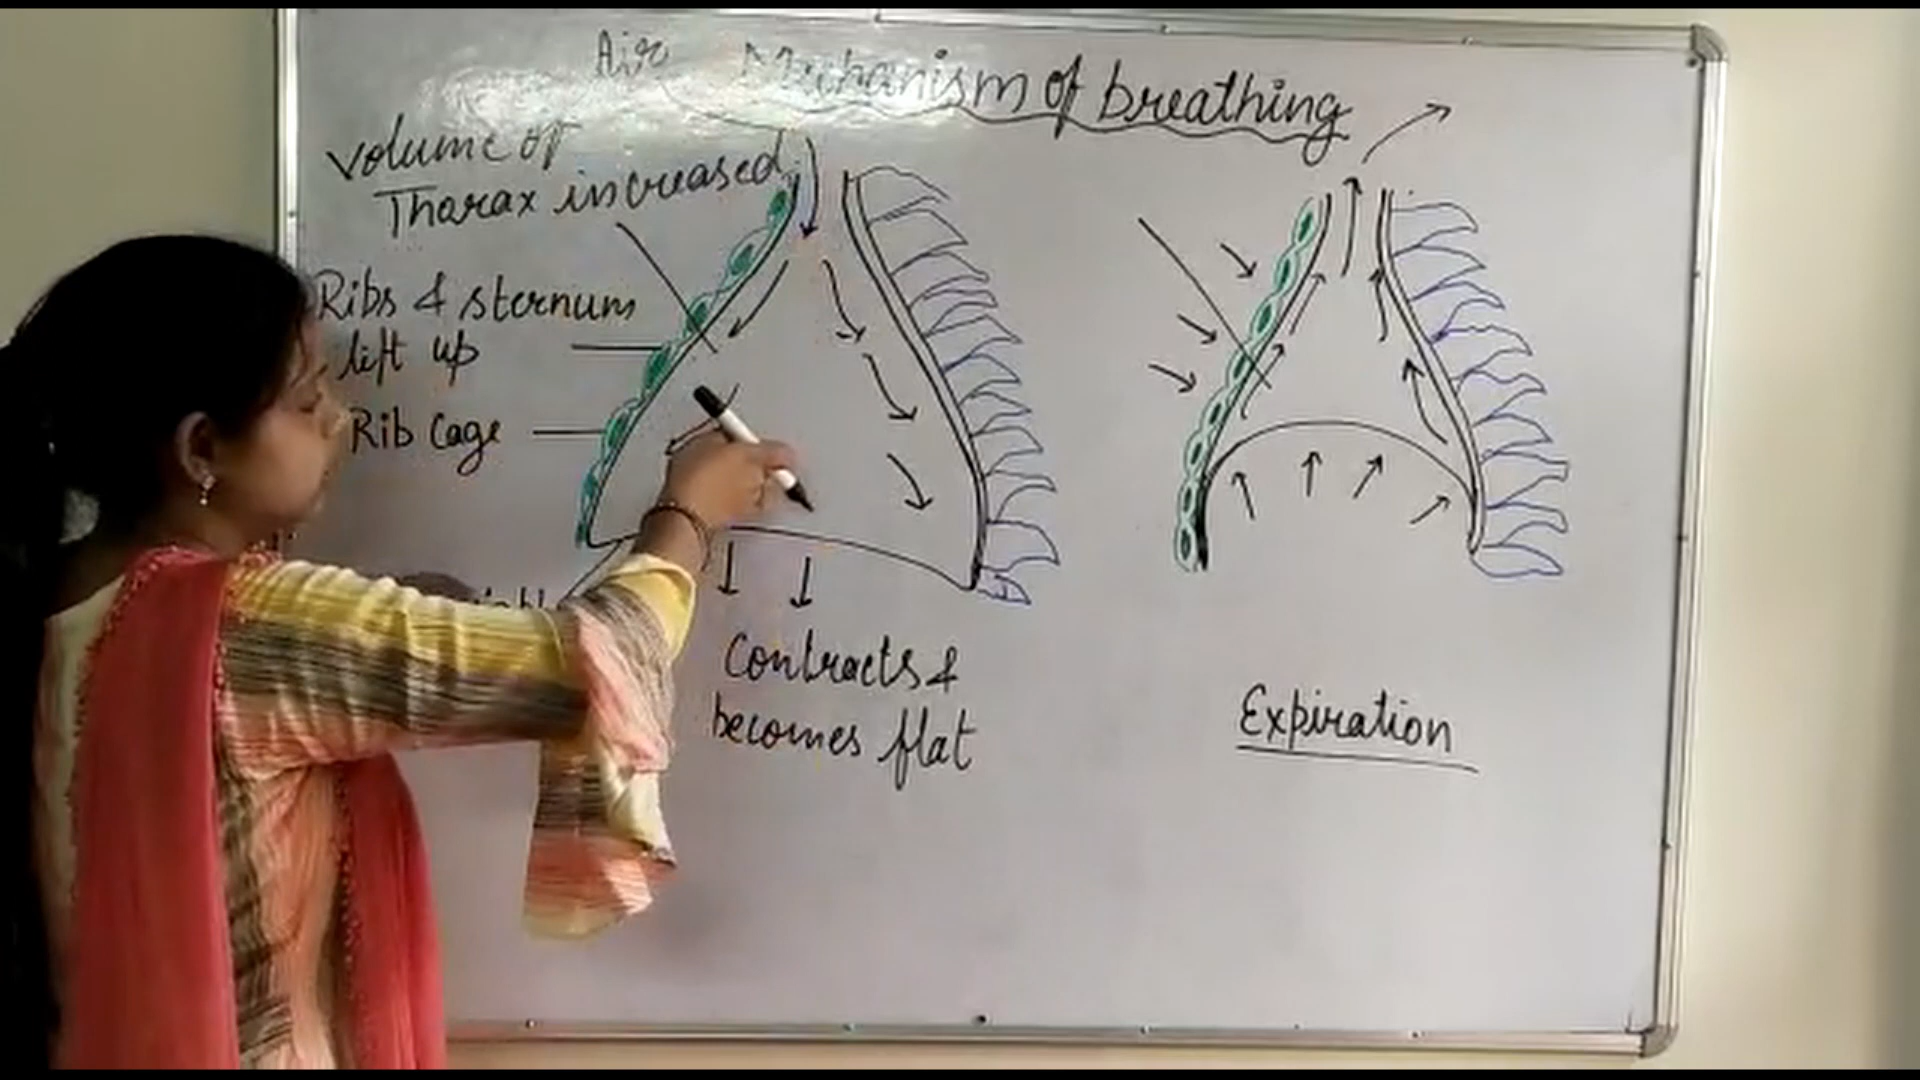 Air
Mechanism of breathing
Volume of
Tharax increased
Ribs & sternum
lift up
Rib Cage
Contracts &
becomes flat
Expiration